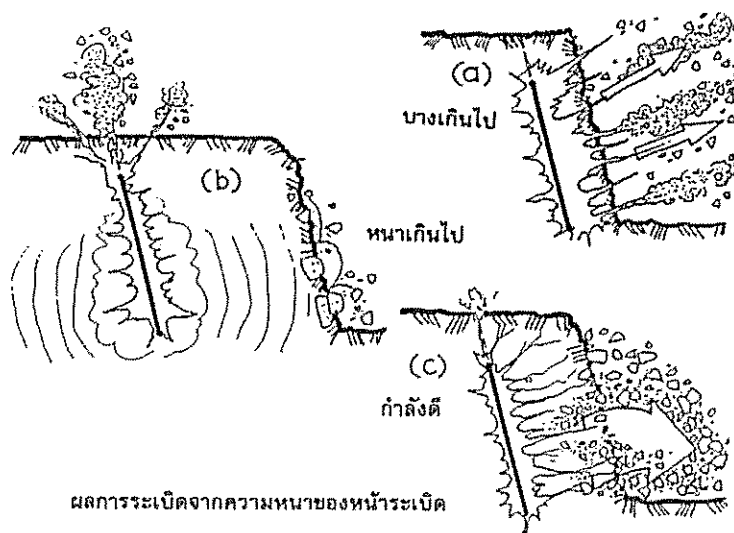 (a)
บางเกินไป
(b)
หนาเกินไป
(c)
กำลังดี
ผลการระเบิดจากความหนาของหน้าระเบิด